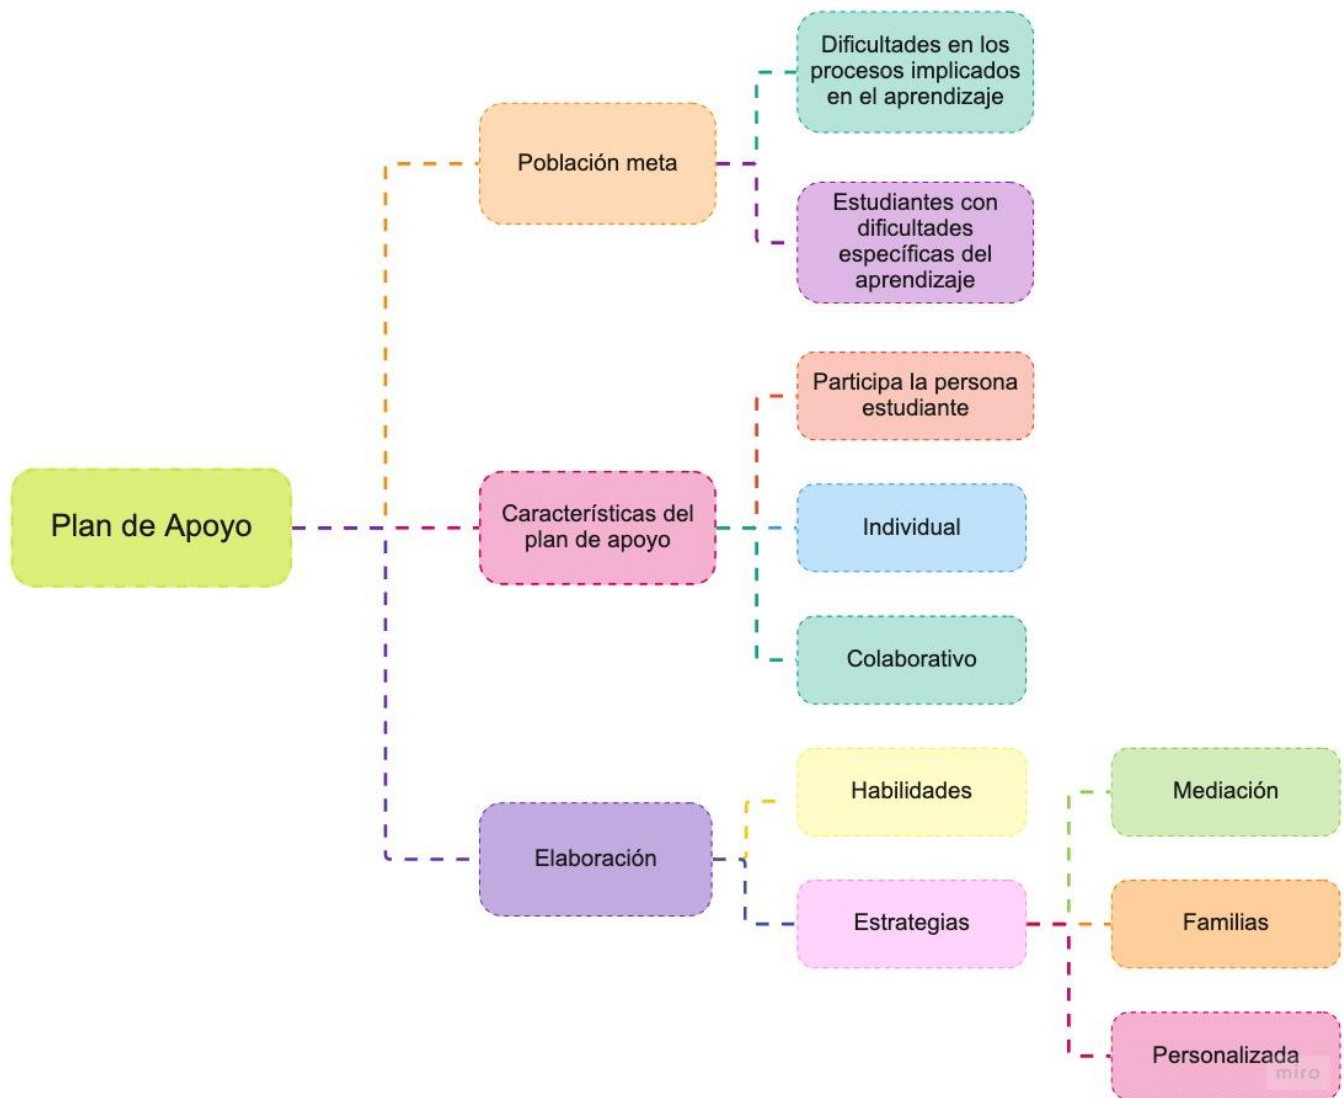 Plan de Apoyo
Población meta
Dificultades en los
procesos implicados
en el aprendizaje
Estudiantes con
dificultades
específicas del
aprendizaje
Características del
plan de apoyo
Participa la persona
estudiante
Individual
Colaborativo
Elaboración
Habilidades
Estrategias
Mediación
Familias
Personalizada
miro